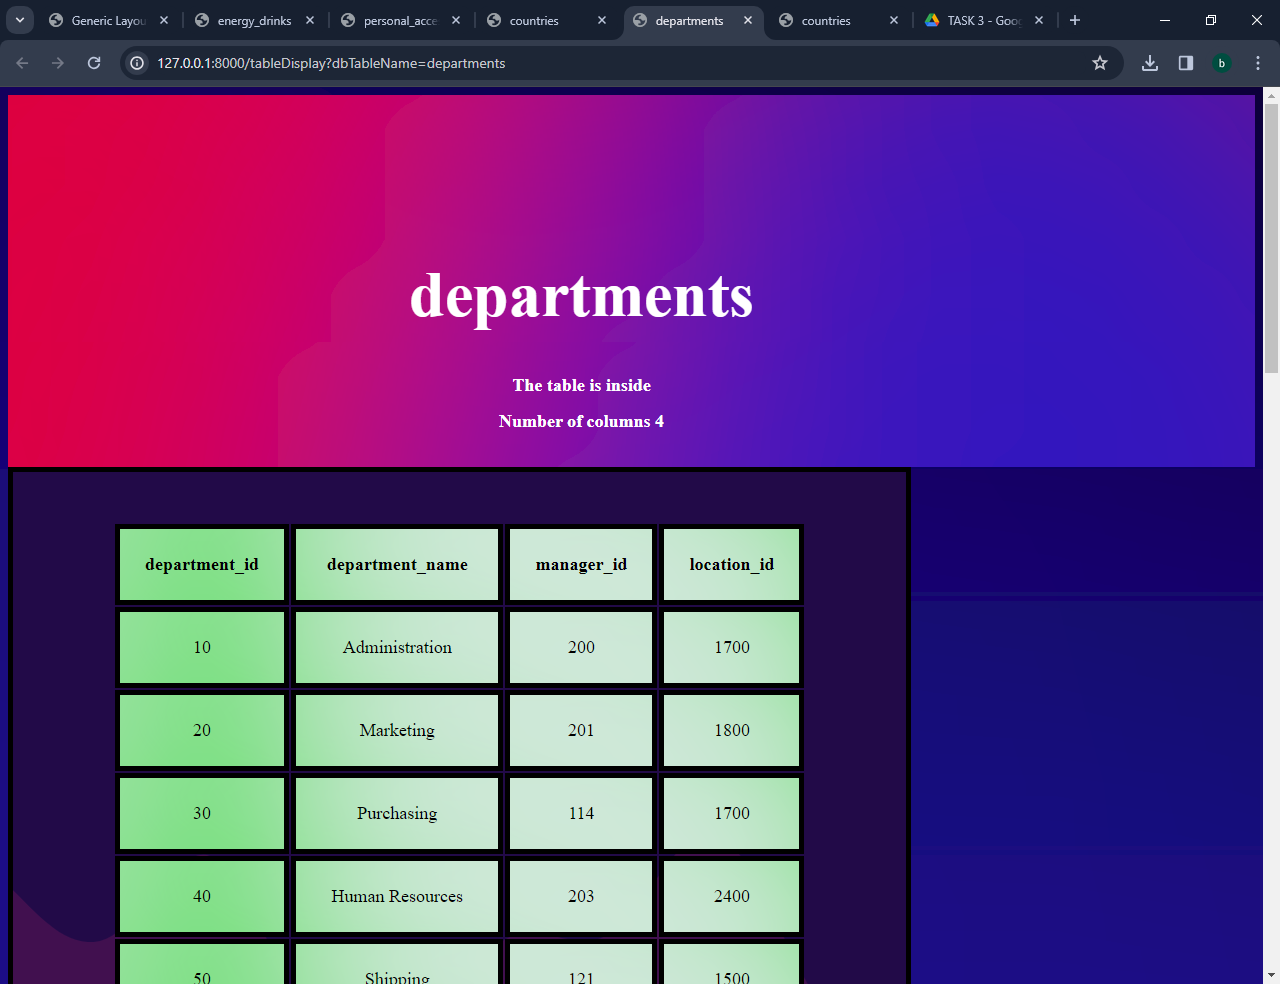 Generic Layou
energy_drinks
personal_acce
countries
departments
countries
TASK 3 - Goo
127.0.0.1:8000/tableDisplay?dbTableName=departments
b
departments
The table is inside
Number of columns 4
department_id department_name manager_id location_id
10 Administration 200 1700
20 Marketing 201 1800
30 Purchasing 114 1700
40 Human Resources 203 2400
50 Shipping 121 1500